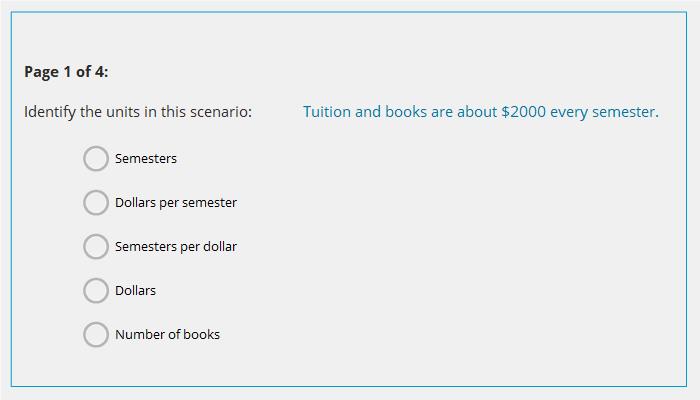 Page 1 of 4:
Identify the units in this scenario: Tuition and books are about $2000 every semester.
Semesters
Dollars per semester
Semesters per dollar
Dollars
Number of books